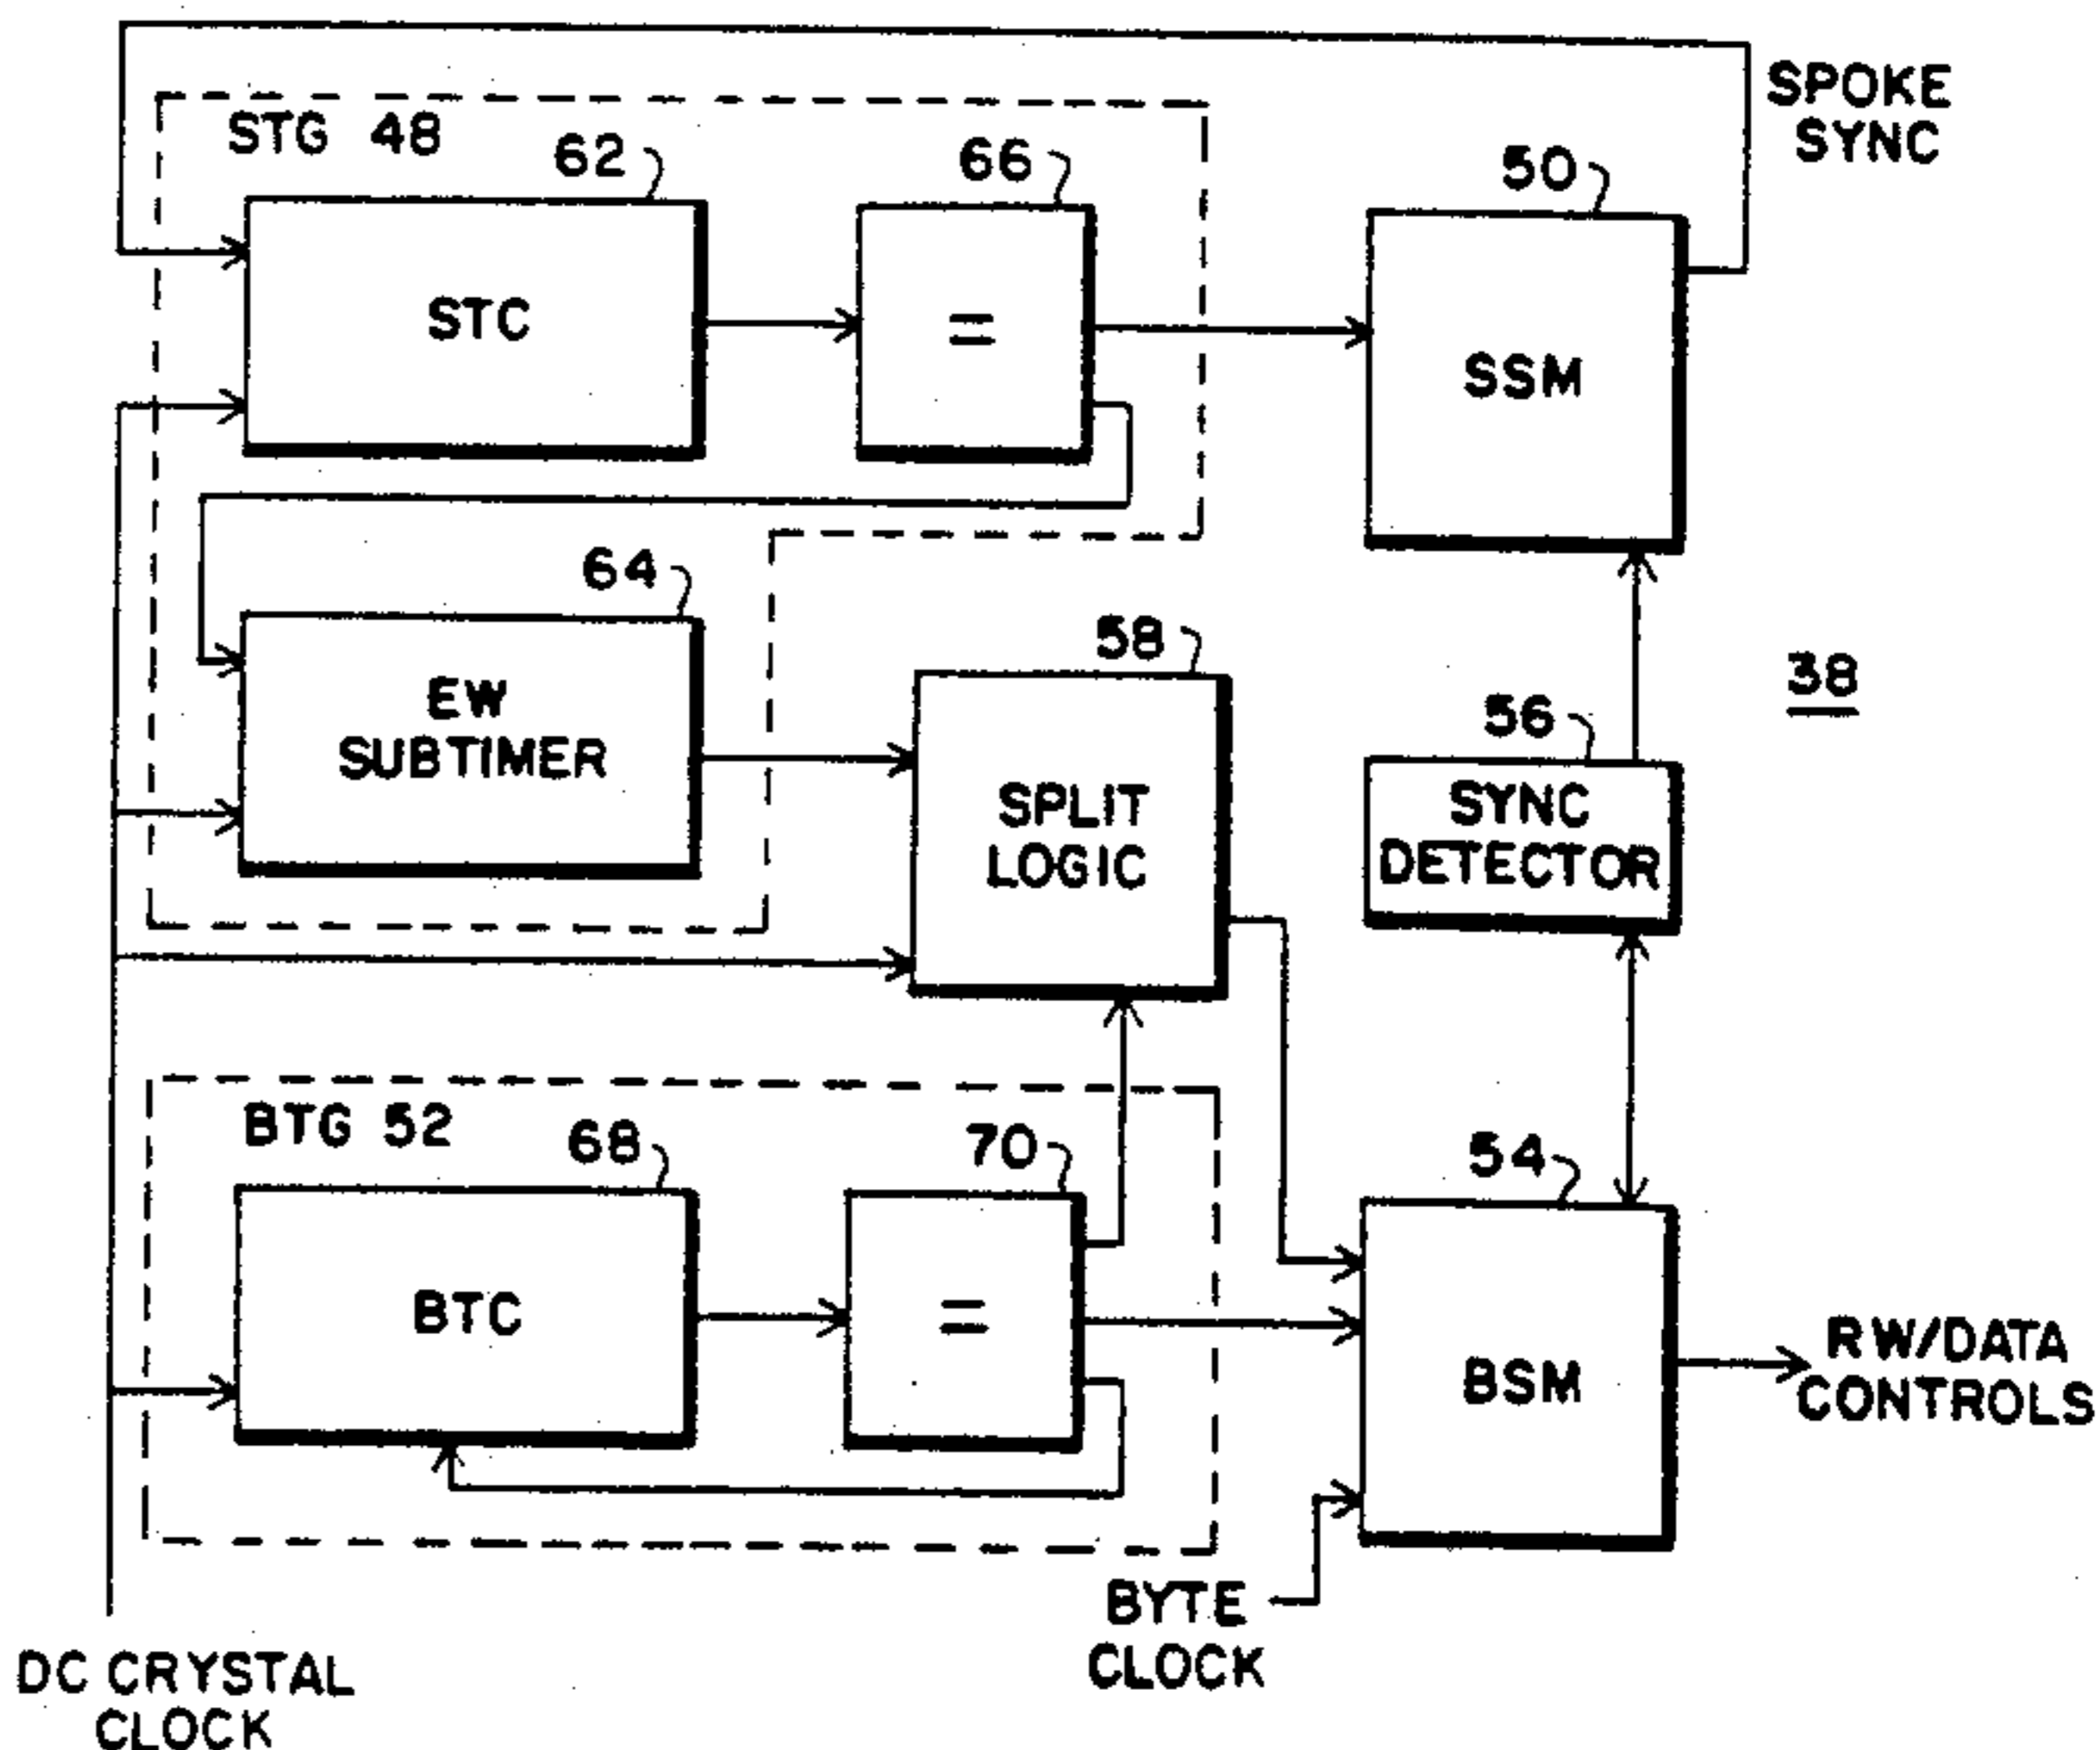 SPOKE
SYNC
STG 48
62
66
50
STC
=
SSM
64
58
38
EW
SUBTIMER
56
SPLIT
LOGIC
SYNC
DETECTOR
BTG 52
68
70
54
BTC
=
BSM
RW/DATA
CONTROLS
BYTE
CLOCK
DC CRYSTAL
CLOCK